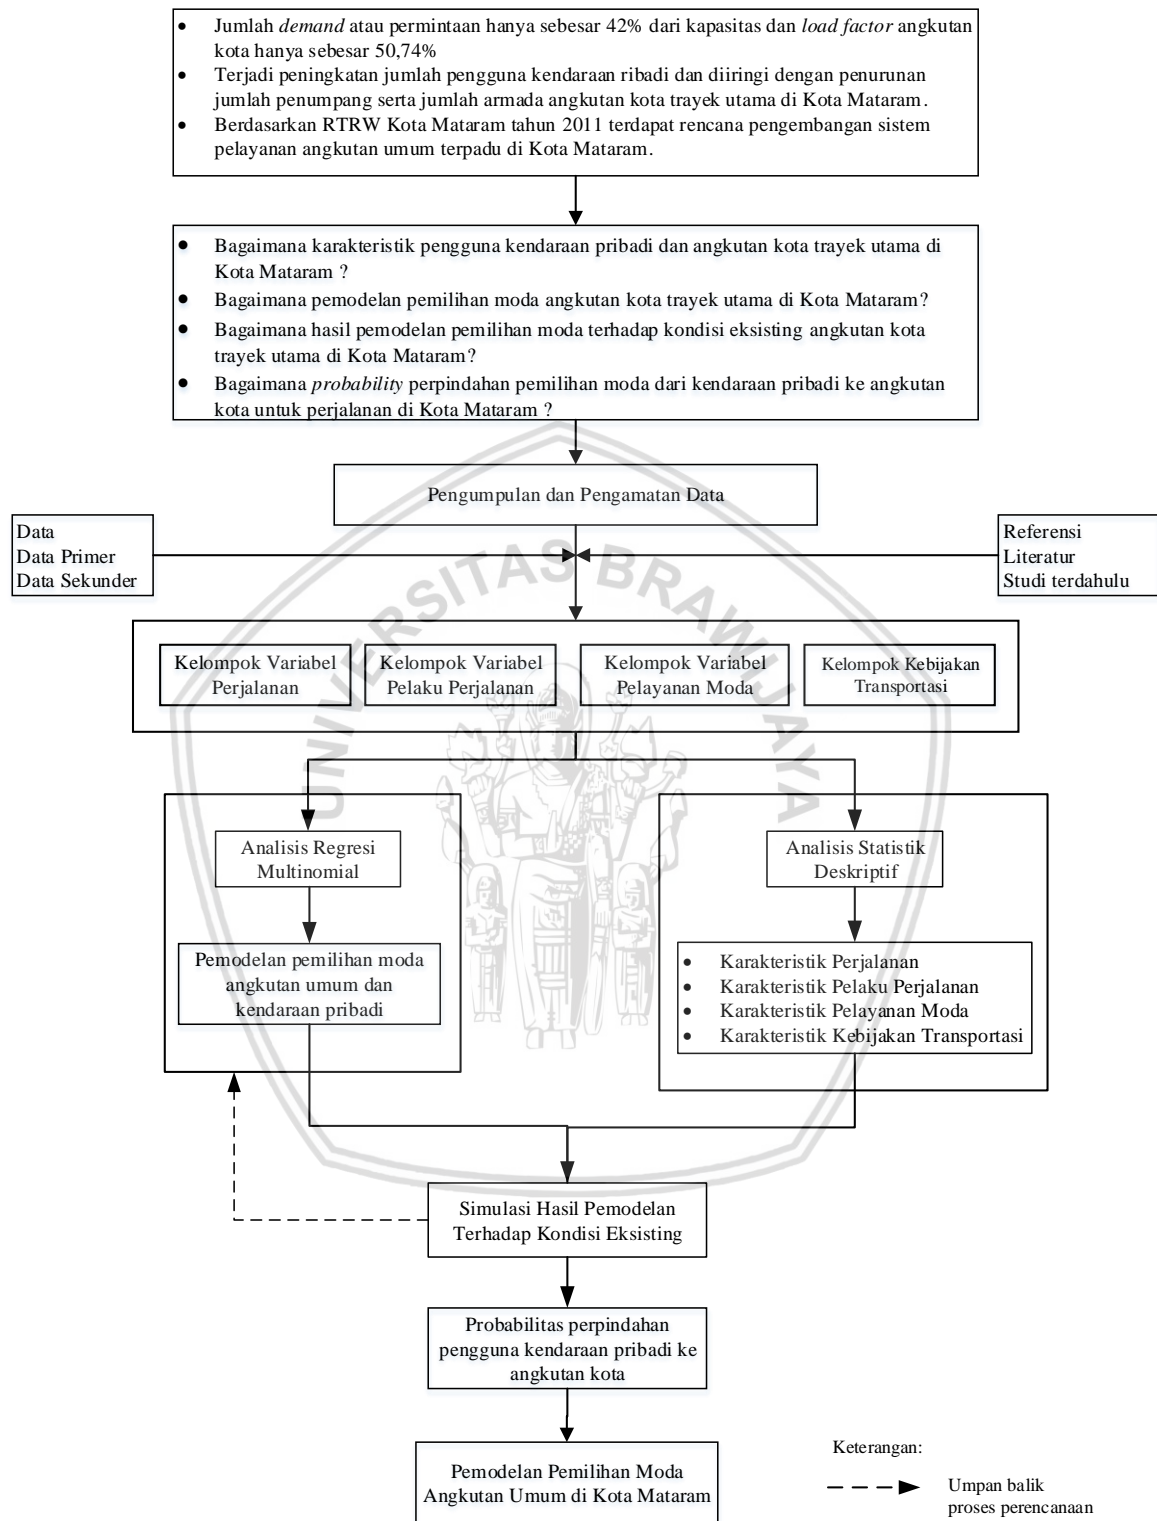 • Jumlah demand atau permintaan hanya sebesar 42% dari kapasitas dan load factor angkutan
kota hanya sebesar 50,74%
• Terjadi peningkatan jumlah pengguna kendaraan ribadi dan diiringi dengan penurunan
jumlah penumpang serta jumlah armada angkutan kota trayek utama di Kota Mataram.
• Berdasarkan RTRW Kota Mataram tahun 2011 terdapat rencana pengembangan sistem
pelayanan angkutan umum terpadu di Kota Mataram.
• Bagaimana karakteristik pengguna kendaraan pribadi dan angkutan kota trayek utama di
Kota Mataram ?
• Bagaimana pemodelan pemilihan moda angkutan kota trayek utama di Kota Mataram?
• Bagaimana hasil pemodelan pemilihan moda terhadap kondisi eksisting angkutan kota
trayek utama di Kota Mataram?
• Bagaimana probability perpindahan pemilihan moda dari kendaraan pribadi ke angkutan
kota untuk perjalanan di Kota Mataram ?
Pengumpulan dan Pengamatan Data
Data
Data Primer
Data Sekunder
Referensi
Literatur
Studi terdahulu
UNIVERSITAS BRAWIJAYA
Kelompok Variabel
Perjalanan
Kelompok Variabel
Pelaku Perjalanan
Kelompok Variabel
Pelayanan Moda
Kelompok Kebijakan
Transportasi
Analisis Regresi
Multinomial
Analisis Statistik
Deskriptif
Pemodelan pemilihan moda
angkutan umum dan
kendaraan pribadi
• Karakteristik Perjalanan
• Karakteristik Pelaku Perjalanan
• Karakteristik Pelayanan Moda
• Karakteristik Kebijakan Transportasi
Simulasi Hasil Pemodelan
Terhadap Kondisi Eksisting
Probabilitas perpindahan
pengguna kendaraan pribadi ke
angkutan kota
Pemodelan Pemilihan Moda
Angkutan Umum di Kota Mataram
Keterangan:
Umpan balik
proses perencanaan